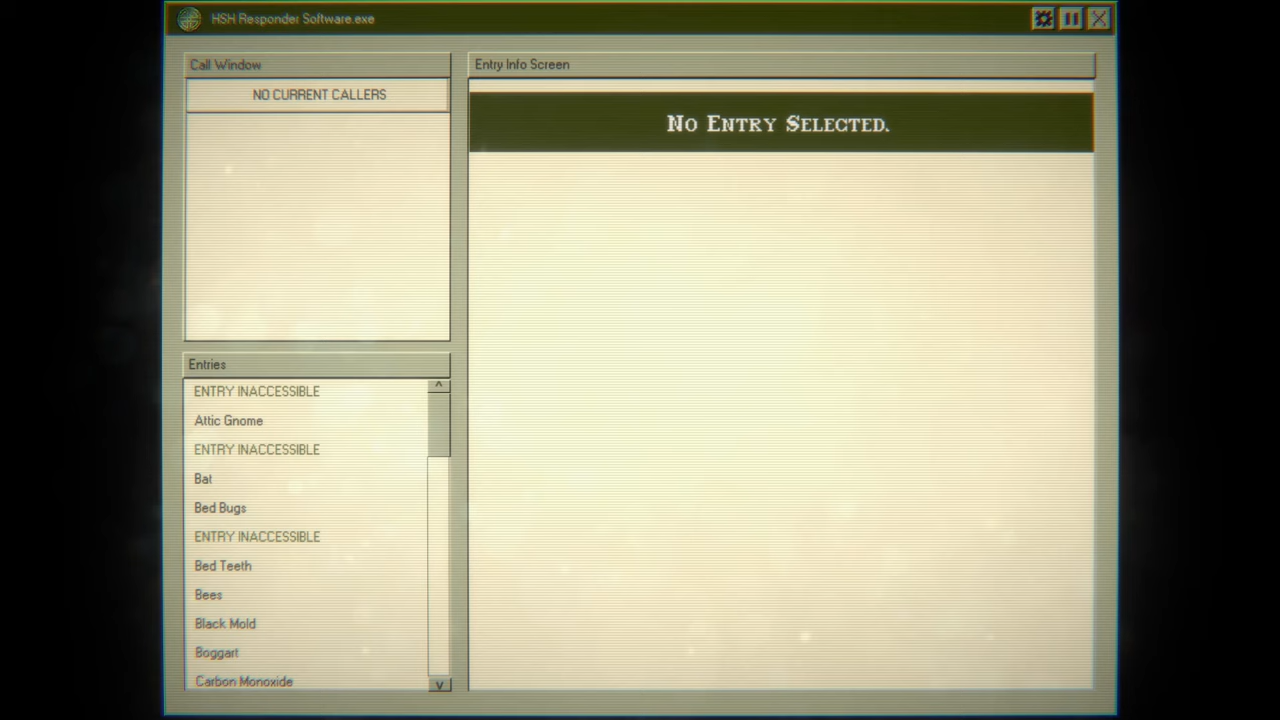 HSH Responder Software.exe
Call Window
NO CURRENT CALLERS
Entry Info Screen
No Entry Selected.
Entries
ENTRY INACCESSIBLE
Attic Gnome
ENTRY INACCESSIBLE
Bat
Bed Bugs
ENTRY INACCESSIBLE
Bed Teeth
Bees
Black Mold
Boggart
Carbon Monoxide